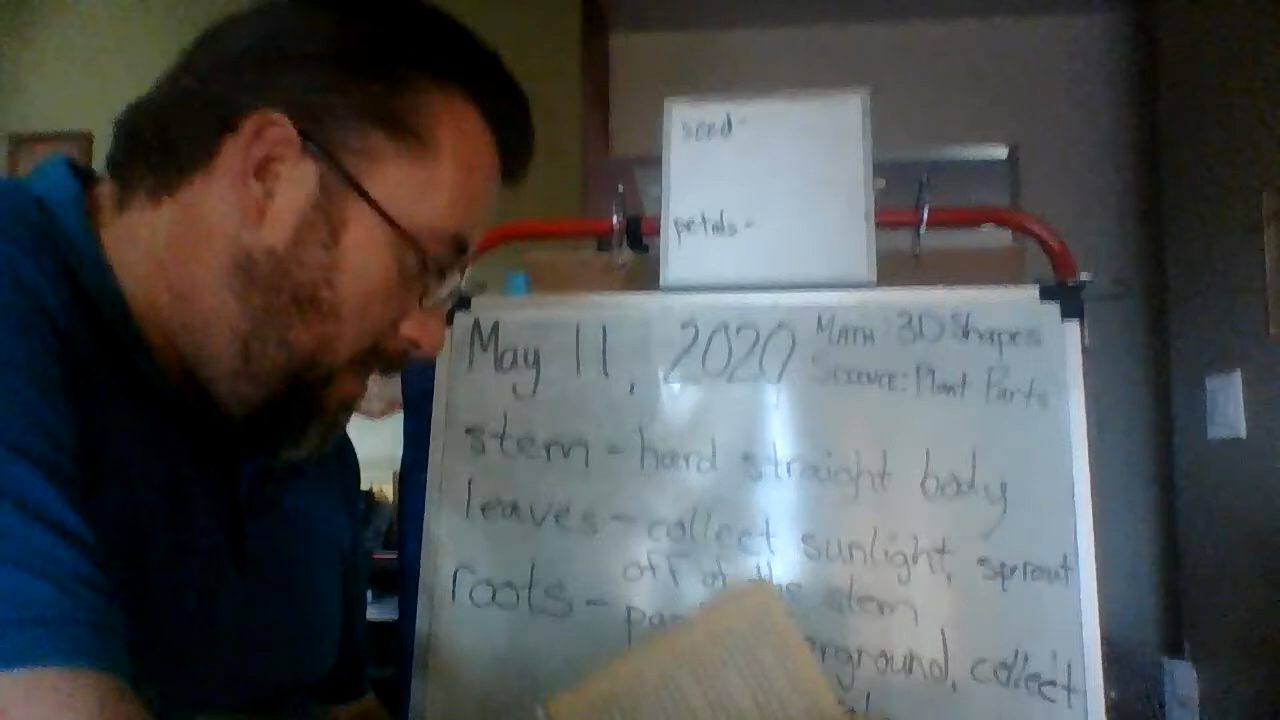 seed-
petals-
May 11, 2020
MATH: 3D Shapes
SCIENCE: Plant Parts
stem - hard straight body
leaves - collect sunlight, sprout
off of the stem
roots -
collect